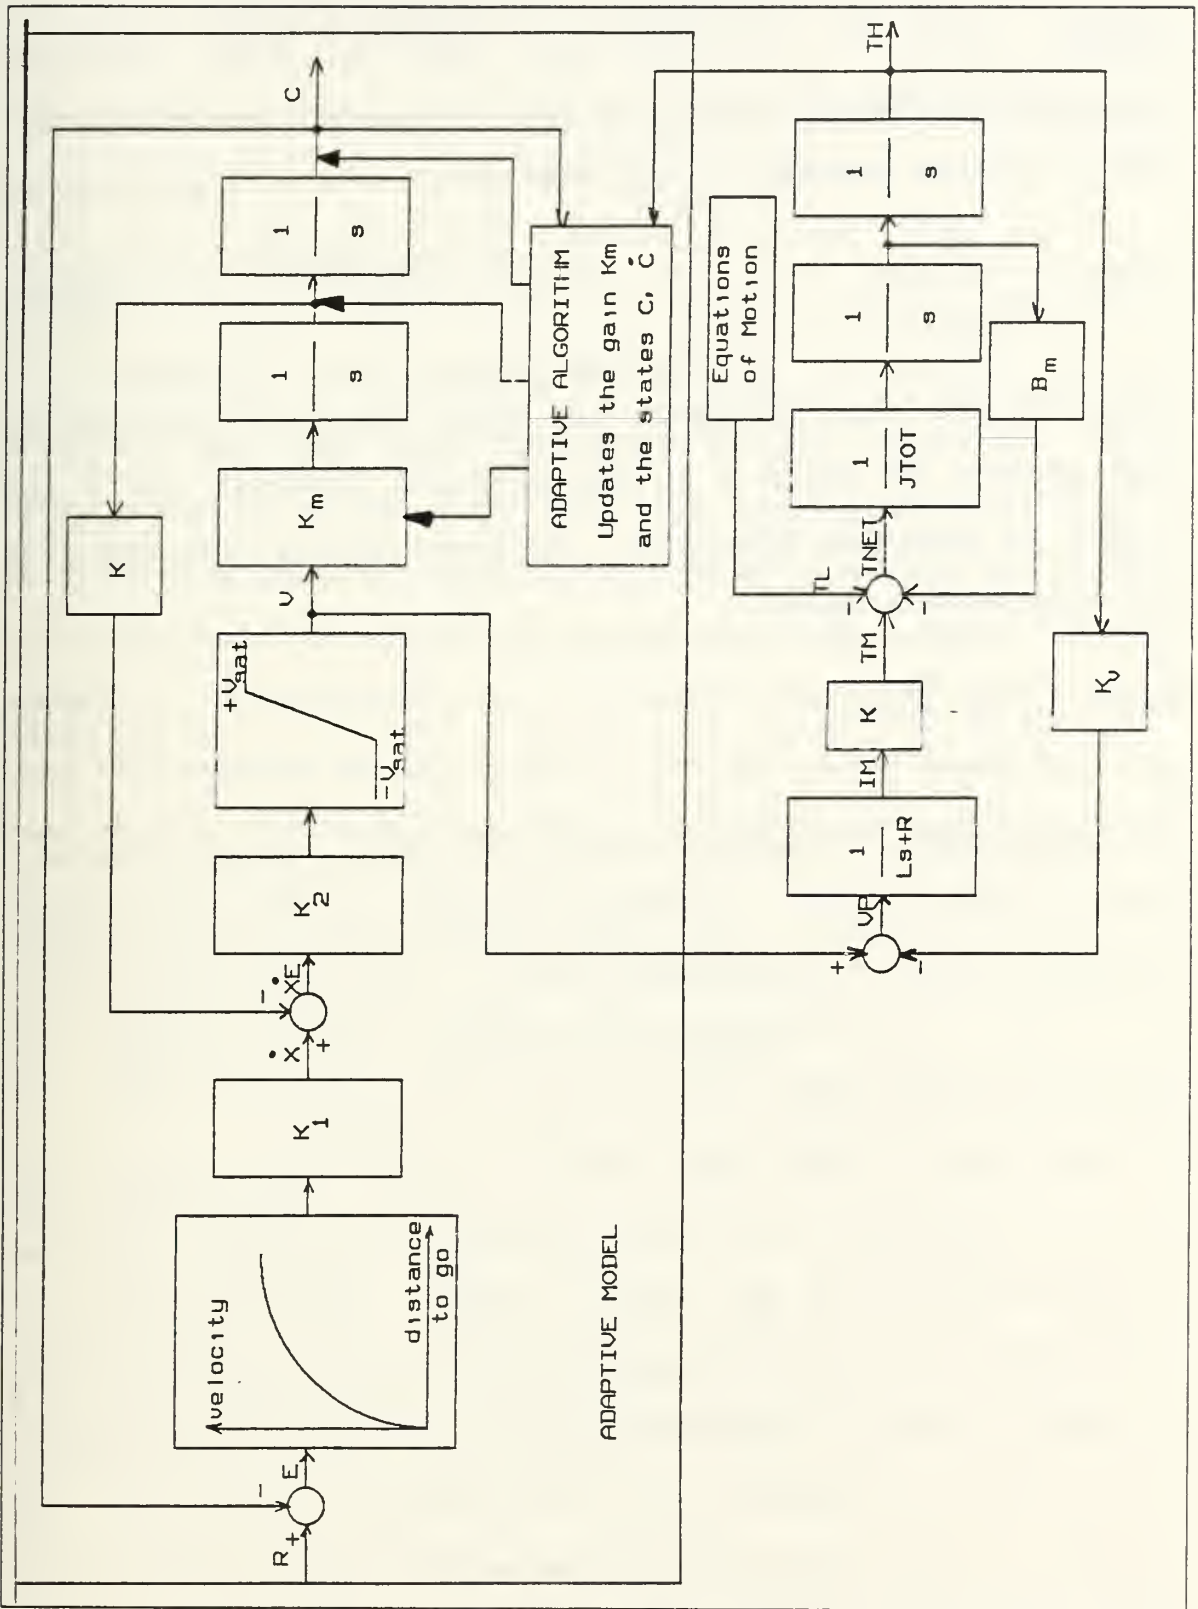 R
+
-
E
velocity
distance
to go
K1
Ẋ
+
-
ẊE
K2
+Vsat
-Vsat
V
K
Km
1
s
1
s
C
ADAPTIVE MODEL
ADAPTIVE ALGORITHM
Updates the gain Km
and the states C, Ċ
+
-
VP
1
Ls+R
IM
K
TM
TL
-
-
TNET
1
JTOT
Equations
of Motion
1
s
1
s
Bm
Kv
TH